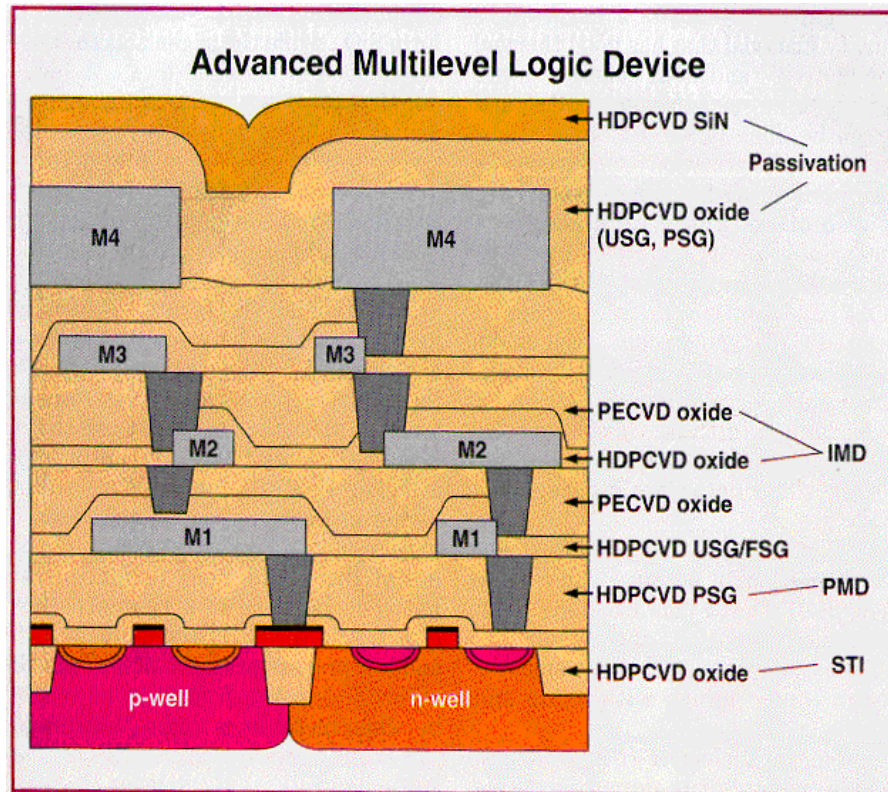 Advanced Multilevel Logic Device
HDPCVD SiN
Passivation
HDPCVD oxide
(USG, PSG)
M4
M4
M3
M3
PECVD oxide
M2
M2
HDPCVD oxide
IMD
PECVD oxide
M1
M1
HDPCVD USG/FSG
HDPCVD PSG
PMD
HDPCVD oxide
STI
p-well
n-well